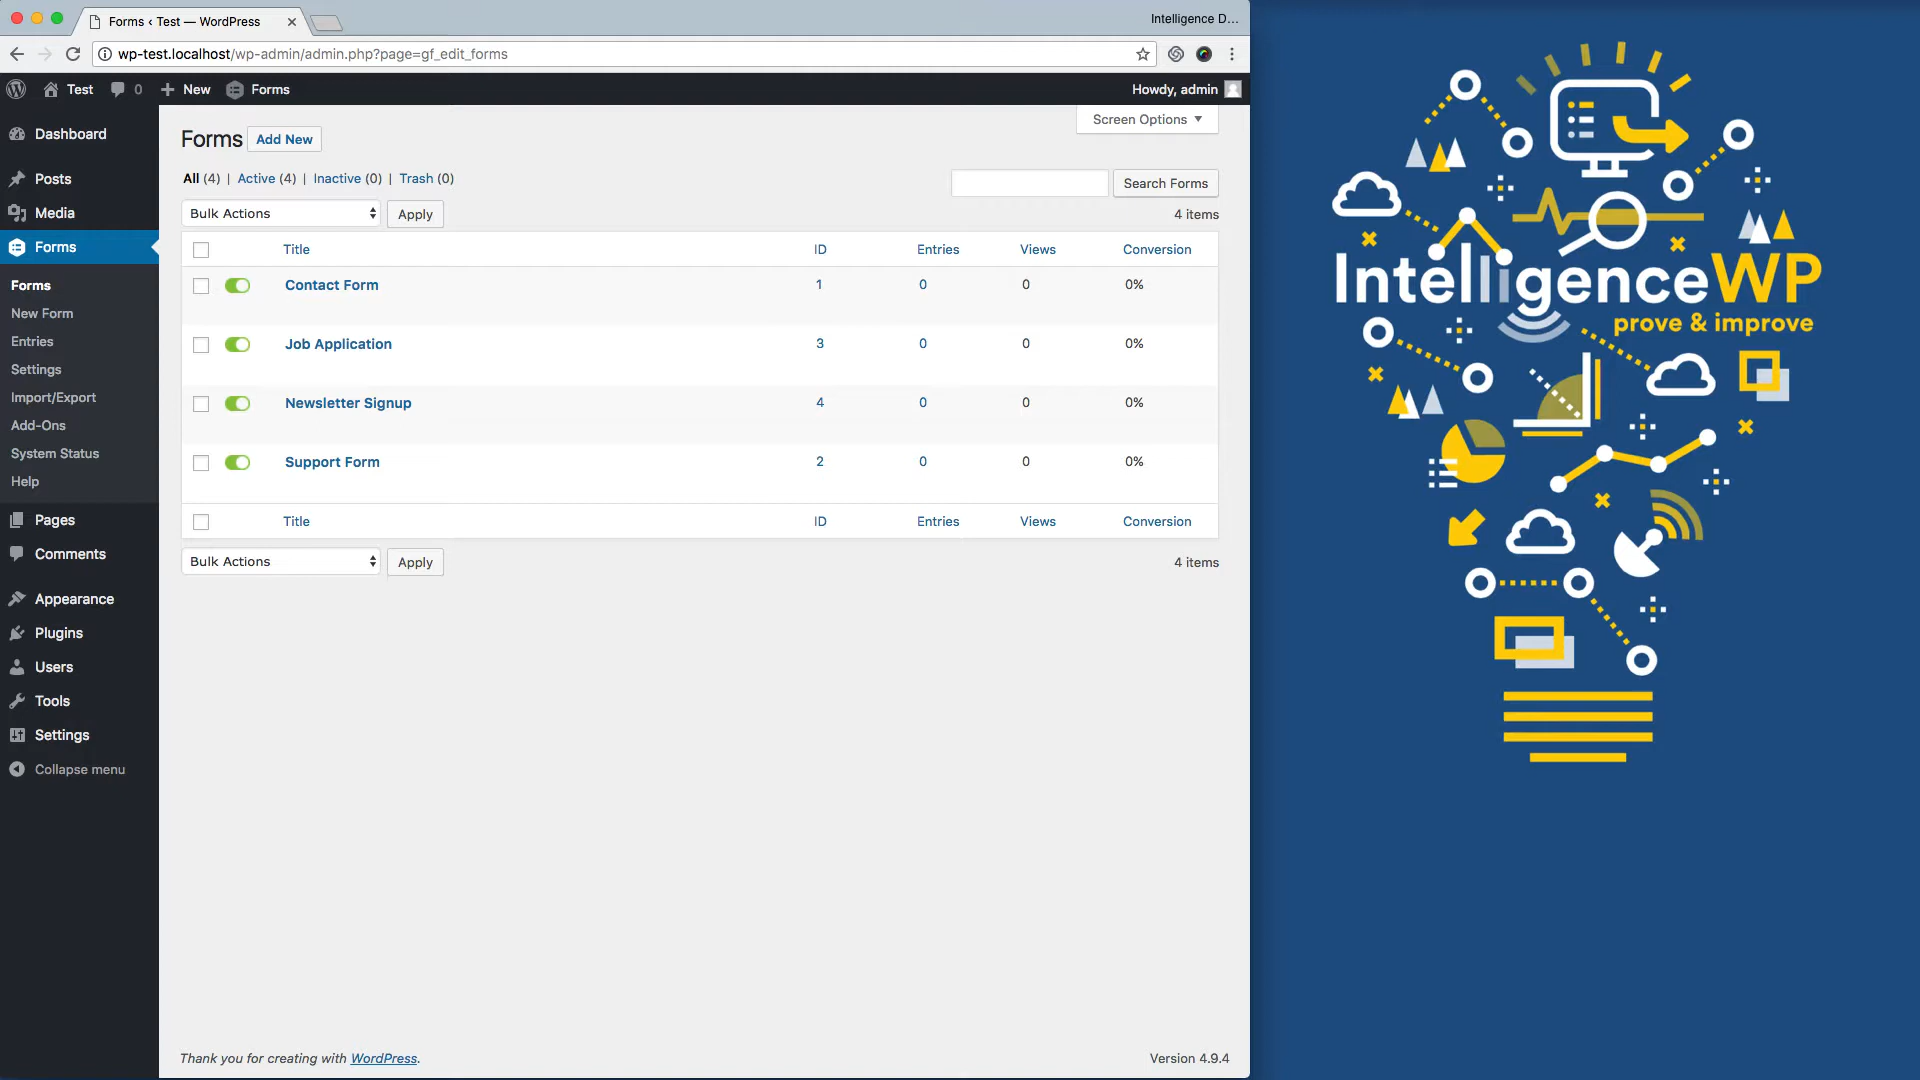 Forms ‹ Test — WordPress
Intelligence D...
wp-test.localhost/wp-admin/admin.php?page=gf_edit_forms
Test 0 New Forms Howdy, admin
Dashboard
Posts
Media
Forms
Forms
New Form
Entries
Settings
Import/Export
Add-Ons
System Status
Help
Pages
Comments
Appearance
Plugins
Users
Tools
Settings
Collapse menu
Screen Options
Forms Add New
All (4) | Active (4) | Inactive (0) | Trash (0)
Search Forms
Bulk Actions Apply 4 items
Title ID Entries Views Conversion
Contact Form 1 0 0 0%
Job Application 3 0 0 0%
Newsletter Signup 4 0 0 0%
Support Form 2 0 0 0%
Title ID Entries Views Conversion
Bulk Actions Apply 4 items
Thank you for creating with WordPress. Version 4.9.4
IntelligenceWP
prove & improve